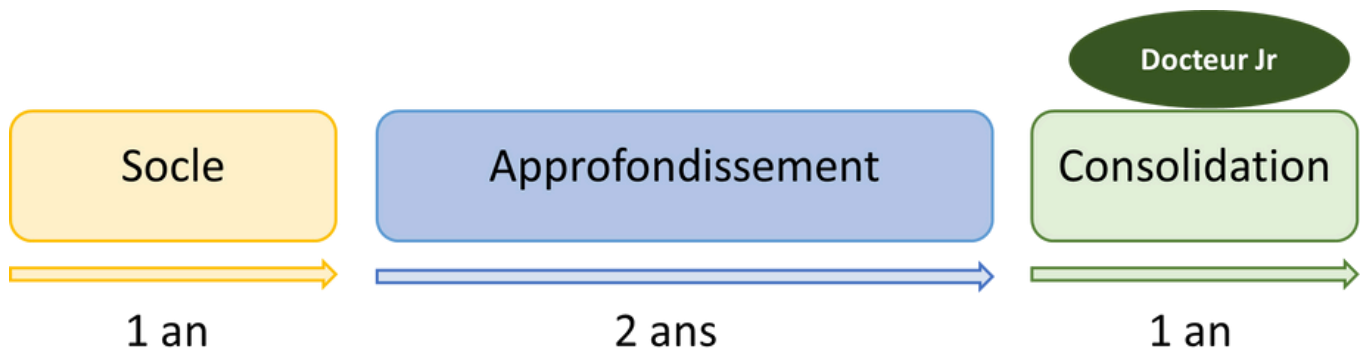 Docteur Jr
Socle
Approfondissement
Consolidation
1 an
2 ans
1 an